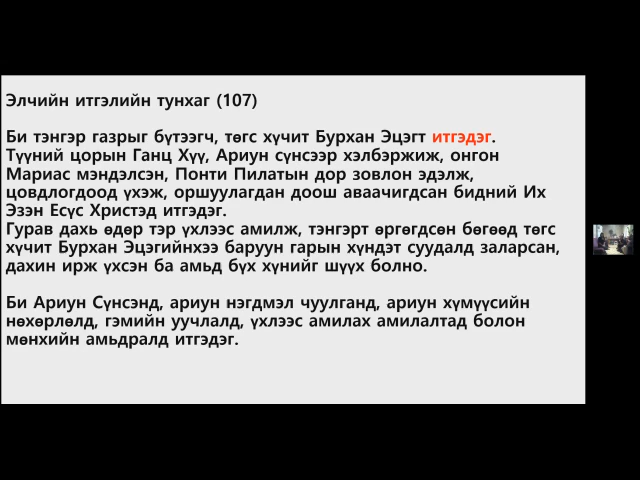 Элчийн итгэлийн тунхаг (107)
Би тэнгэр газрыг бүтээгч, төгс хүчит Бурхан Эцэгт итгэдэг.
Түүний цорын Ганц Хүү, Ариун сүнсээр хэлбэржиж, онгон
Мариас мэндэлсэн, Понти Пилатын дор зовлон эдэлж,
цовдлогдоод үхэж, оршуулагдан доош аваачигдсан бидний Их
Эзэн Есүс Христэд итгэдэг.
Гурав дахь өдөр тэр үхлээс амилж, тэнгэрт өргөгдсөн бөгөөд төгс
хүчит Бурхан Эцэгийнхээ баруун гарын хүндэт суудалд заларсан,
дахин ирж үхсэн ба амьд бүх хүнийг шүүх болно.
Би Ариун Сүнсэнд, ариун нэгдмэл чуулганд, ариун хүмүүсийн
нөхөрлөлд, гэмийн уучлалд, үхлээс амилах амилалтад болон
мөнхийн амьдралд итгэдэг.